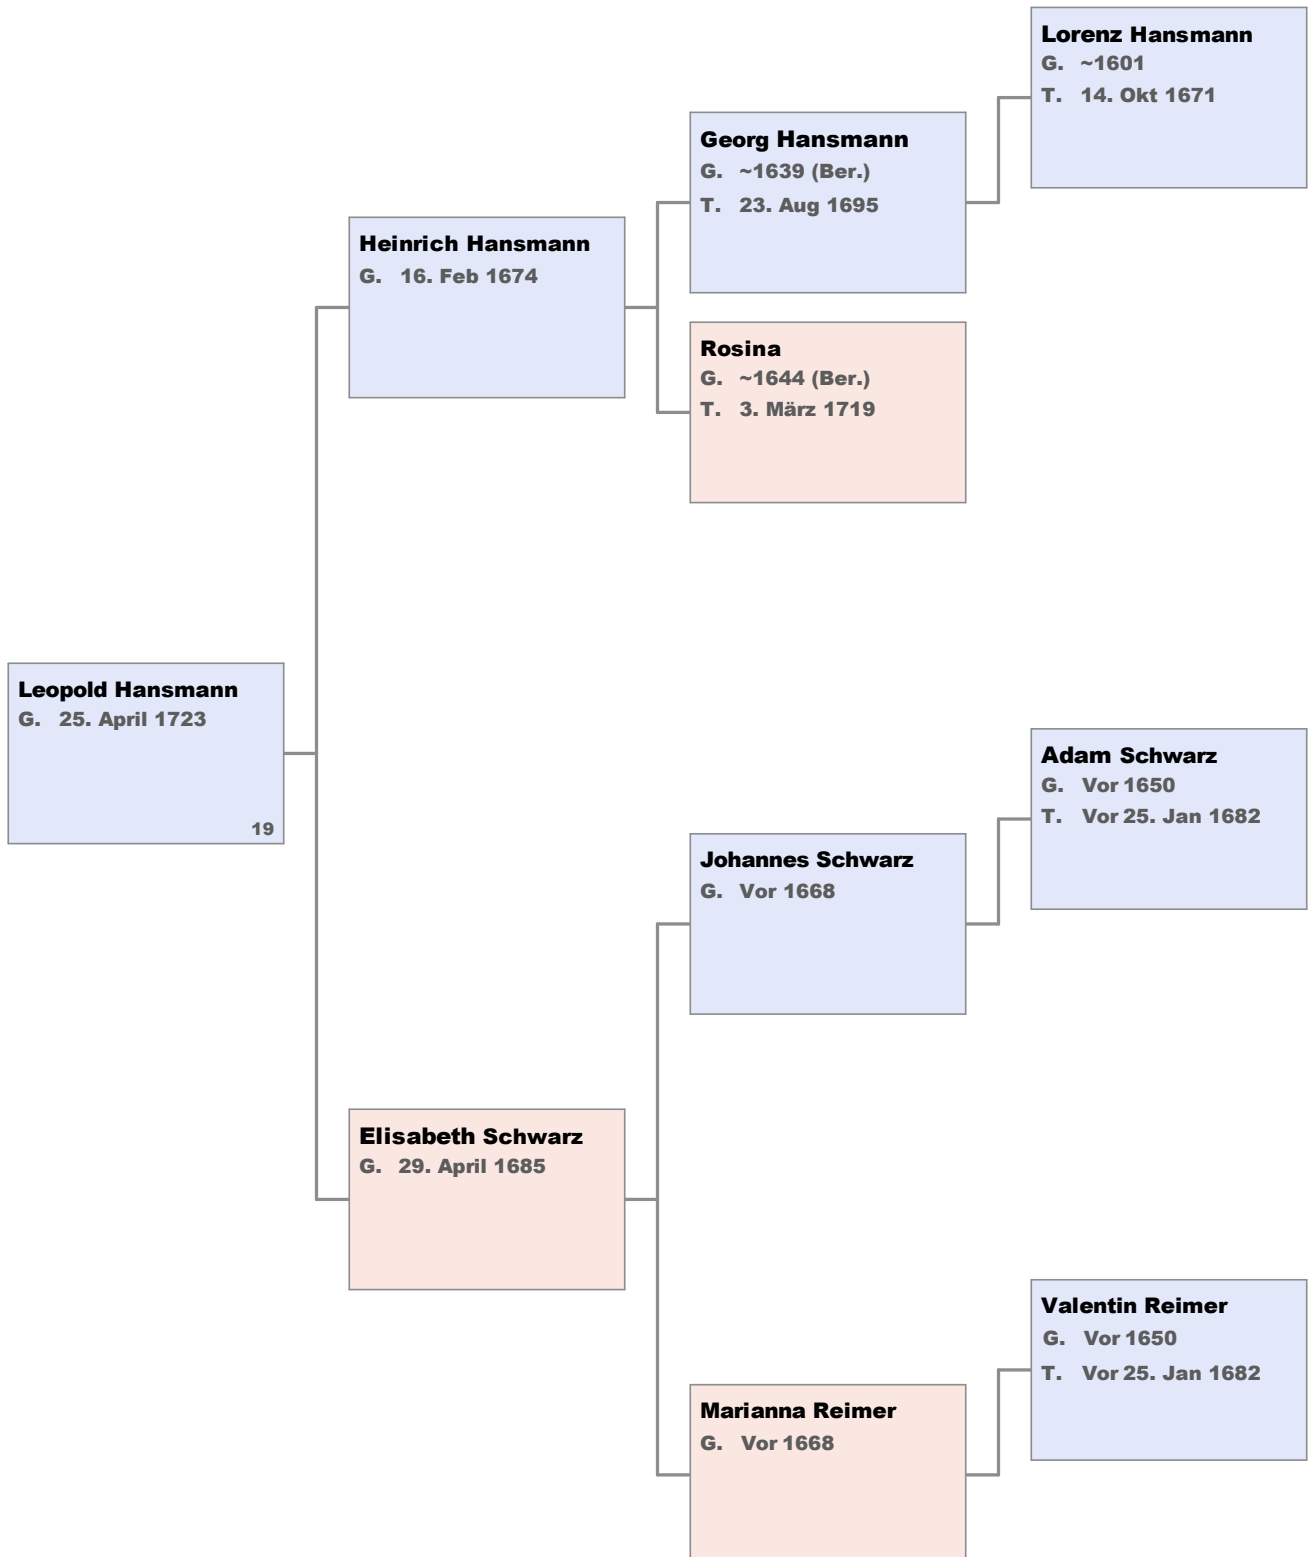 Lorenz Hansmann
G. ~1601
T. 14. Okt 1671
Georg Hansmann
G. ~1639 (Ber.)
T. 23. Aug 1695
Heinrich Hansmann
G. 16. Feb 1674
Rosina
G. ~1644 (Ber.)
T. 3. März 1719
Leopold Hansmann
G. 25. April 1723
19
Adam Schwarz
G. Vor 1650
T. Vor 25. Jan 1682
Johannes Schwarz
G. Vor 1668
Elisabeth Schwarz
G. 29. April 1685
Valentin Reimer
G. Vor 1650
T. Vor 25. Jan 1682
Marianna Reimer
G. Vor 1668